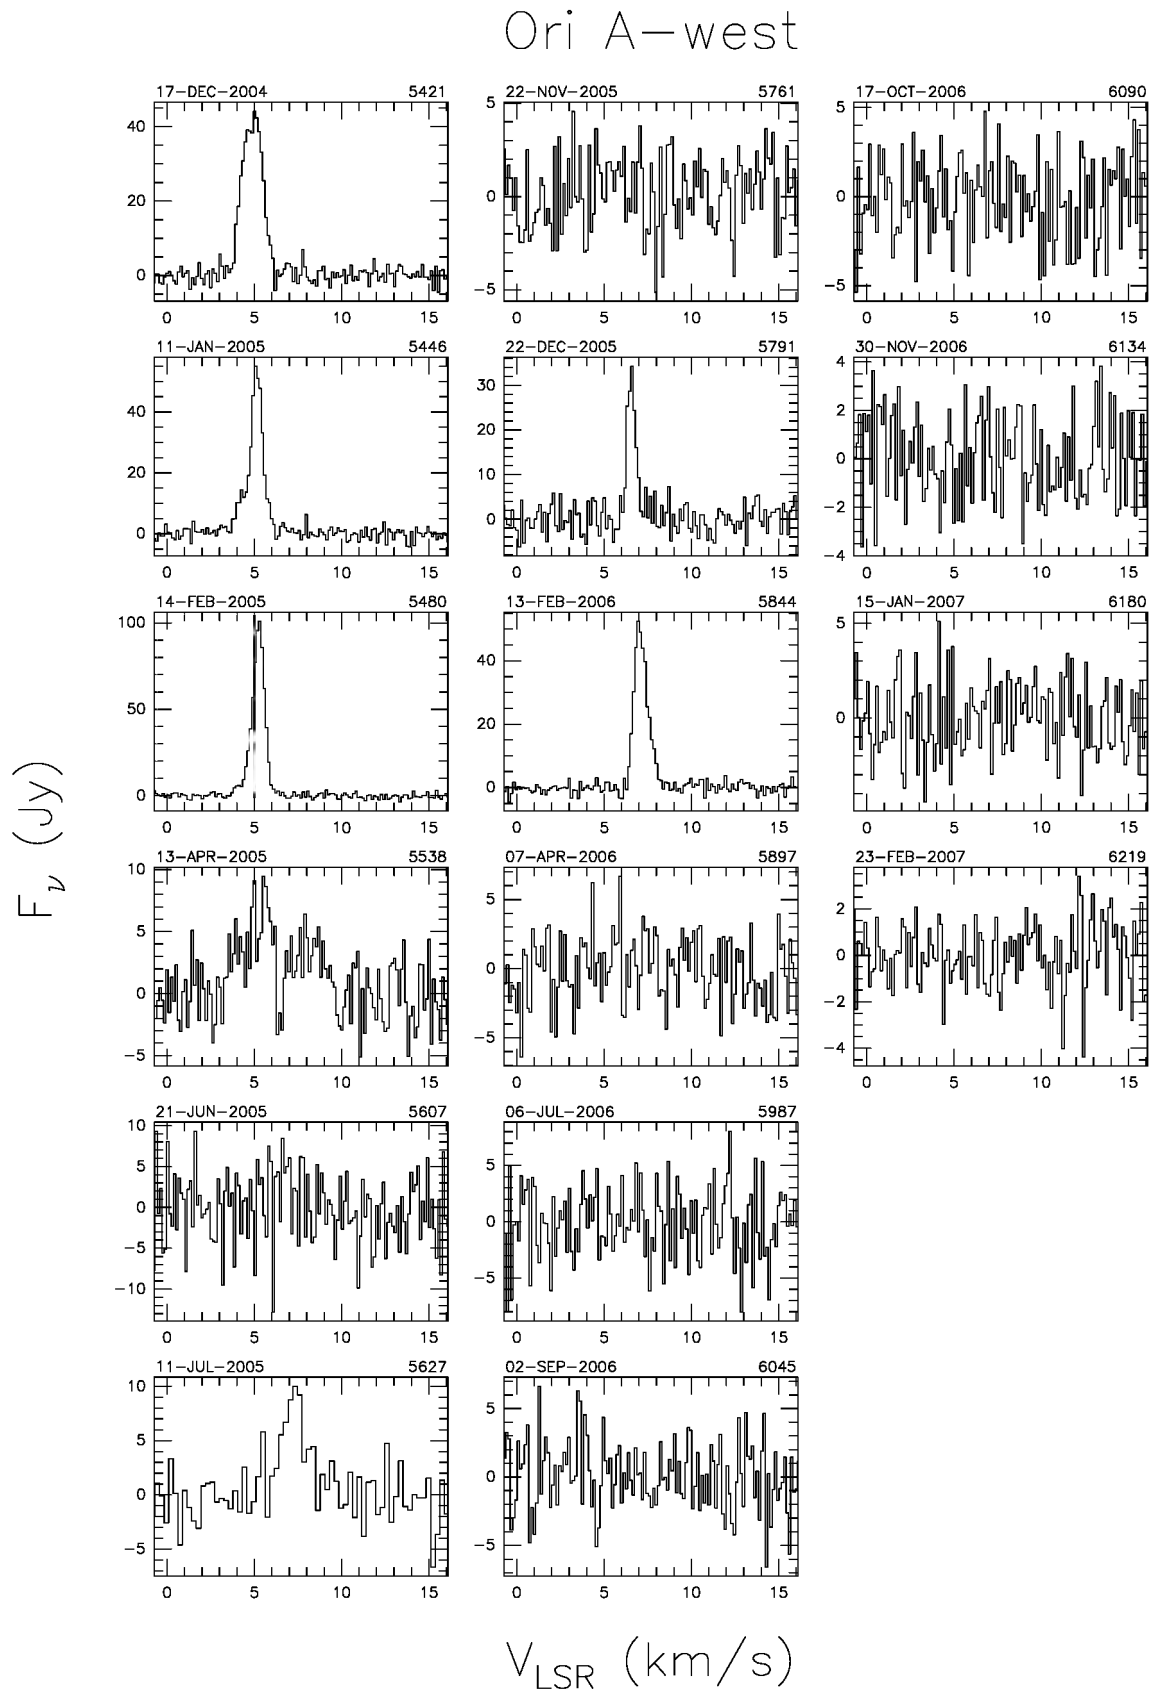 Ori A−west
17−DEC−2004 5421
40
20
0
0 5 10 15
11−JAN−2005 5446
40
20
0
0 5 10 15
14−FEB−2005 5480
100
50
0
0 5 10 15
13−APR−2005 5538
10
5
0
−5
0 5 10 15
21−JUN−2005 5607
10
5
0
−5
−10
0 5 10 15
11−JUL−2005 5627
10
5
0
−5
0 5 10 15
22−NOV−2005 5761
5
0
−5
0 5 10 15
22−DEC−2005 5791
30
20
10
0
0 5 10 15
13−FEB−2006 5844
40
20
0
0 5 10 15
07−APR−2006 5897
5
0
−5
0 5 10 15
06−JUL−2006 5987
5
0
−5
0 5 10 15
02−SEP−2006 6045
5
0
−5
0 5 10 15
17−OCT−2006 6090
5
0
−5
0 5 10 15
30−NOV−2006 6134
4
2
0
−2
−4
0 5 10 15
15−JAN−2007 6180
5
0
0 5 10 15
23−FEB−2007 6219
2
0
−2
−4
0 5 10 15
F_ν (Jy)
V_LSR (km/s)